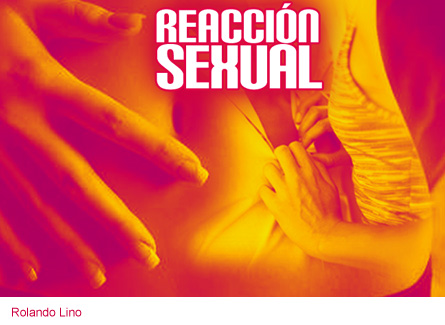 REACCIÓN
SEXUAL
Rolando Lino